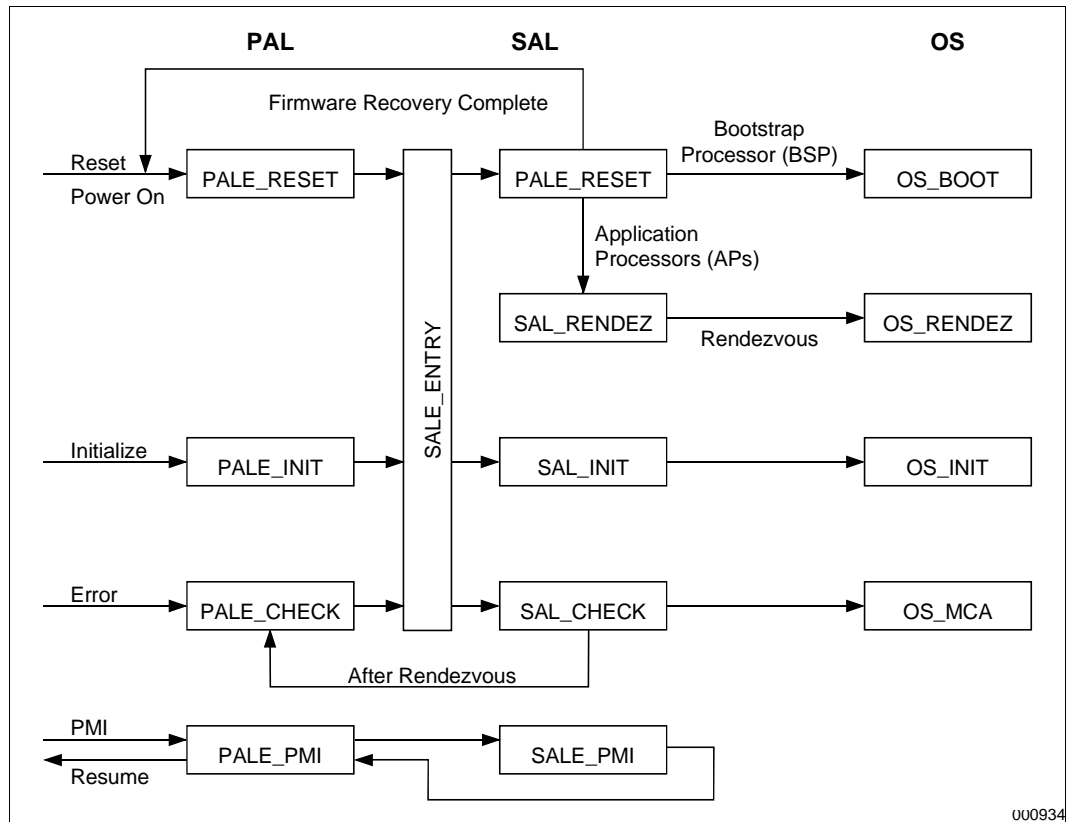 PAL
SAL
OS
Firmware Recovery Complete
Bootstrap
Processor (BSP)
Reset
Power On
PALE_RESET
PALE_RESET
OS_BOOT
Application
Processors (APs)
SAL_RENDEZ
Rendezvous
OS_RENDEZ
SALE_ENTRY
Initialize
PALE_INIT
SAL_INIT
OS_INIT
Error
PALE_CHECK
SAL_CHECK
OS_MCA
After Rendezvous
PMI
Resume
PALE_PMI
SALE_PMI
000934